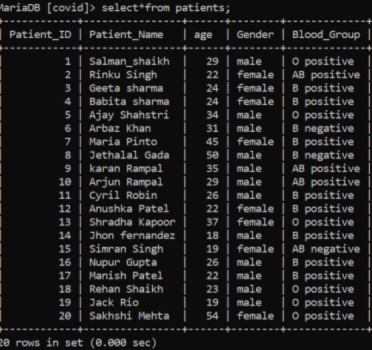 MariaDB [covid]> select*from patients;
| Patient_ID | Patient_Name | age | Gender | Blood_Group |
| 1 | Salman_shaikh | 29 | male | O positive |
| 2 | Rinku Singh | 22 | female | AB positive |
| 3 | Geeta sharma | 24 | female | B positive |
| 4 | Babita sharma | 24 | female | B positive |
| 5 | Ajay Shahstri | 34 | male | O positive |
| 6 | Arbaz Khan | 31 | male | B negative |
| 7 | Maria Pinto | 45 | female | B positive |
| 8 | Jethalal Gada | 50 | male | B negative |
| 9 | karan Rampal | 35 | male | AB positive |
| 10 | Arjun Rampal | 29 | male | AB positive |
| 11 | Cyril Robin | 26 | male | B positive |
| 12 | Anushka Patel | 22 | female | B positive |
| 13 | Shradha Kapoor | 37 | female | O positive |
| 14 | Jhon fernandez | 18 | male | B positive |
| 15 | Simran Singh | 19 | female | AB negative |
| 16 | Nupur Gupta | 26 | male | B positive |
| 17 | Manish Patel | 22 | male | B positive |
| 18 | Rehan Shaikh | 23 | male | O positive |
| 19 | Jack Rio | 19 | male | O positive |
| 20 | Sakhshi Mehta | 54 | female | O positive |
20 rows in set (0.000 sec)